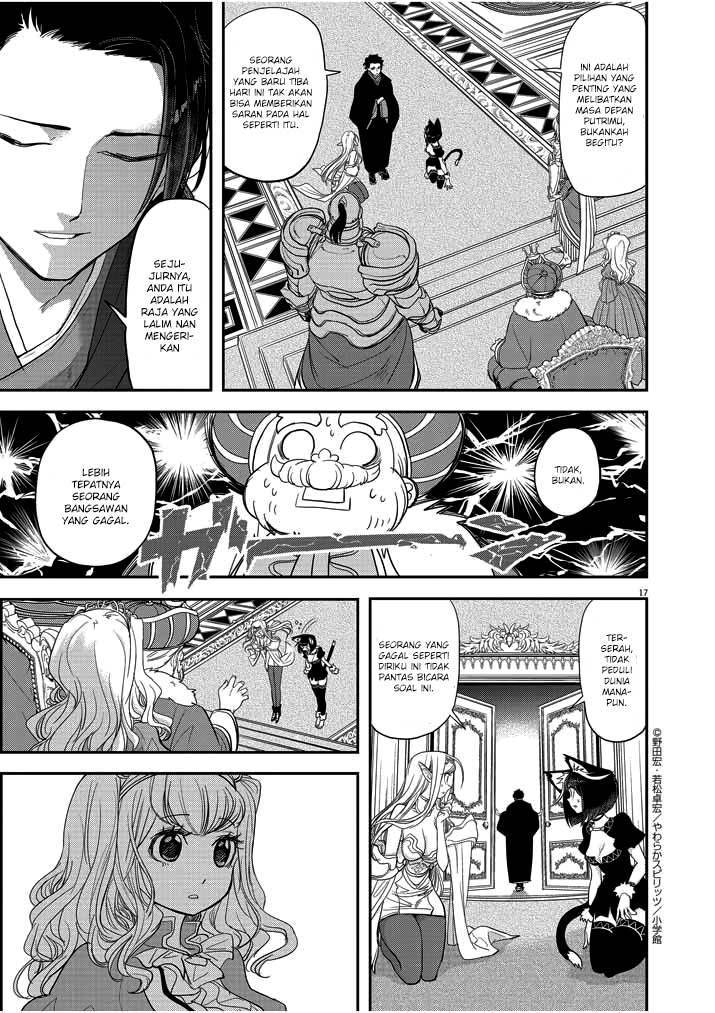 INI ADALAH
PILIHAN YANG
PENTING YANG
MELIBATKAN
MASA DEPAN
PUTRIMU,
BUKANKAH
BEGITU?
SEORANG
PENJELAJAH
YANG BARU TIBA
HARI INI TAK AKAN
BISA MEMBERIKAN
SARAN PADA HAL
SEPERTI ITU.
SEJU-
JURNYA,
ANDA ITU
ADALAH
RAJA YANG
LALIM NAN
MENGERI-
KAN
TIDAK,
BUKAN.
LEBIH
TEPATNYA
SEORANG
BANGSAWAN
YANG GAGAL.
17
TER-
SERAH,
TIDAK
PEDULI
DUNIA
MANA-
PUN.
SEORANG YANG
GAGAL SEPERTI
DIRIKU INI TIDAK
PANTAS BICARA
SOAL INI.
©野田宏・若松卓宏／やわらかスピリッツ／小学館